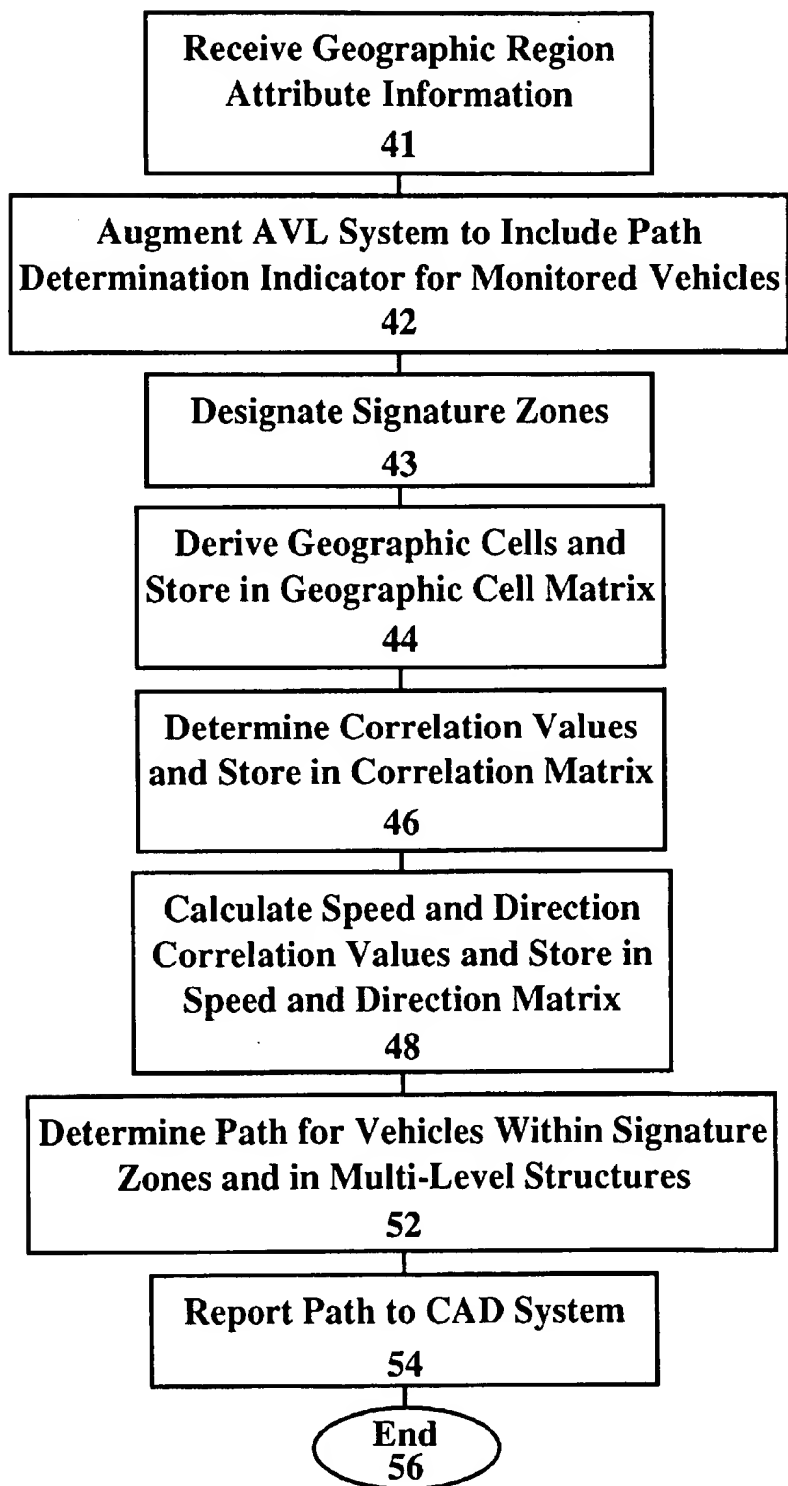 Receive Geographic Region
Attribute Information
41
Augment AVL System to Include Path
Determination Indicator for Monitored Vehicles
42
Designate Signature Zones
43
Derive Geographic Cells and
Store in Geographic Cell Matrix
44
Determine Correlation Values
and Store in Correlation Matrix
46
Calculate Speed and Direction
Correlation Values and Store in
Speed and Direction Matrix
48
Determine Path for Vehicles Within Signature
Zones and in Multi-Level Structures
52
Report Path to CAD System
54
End
56